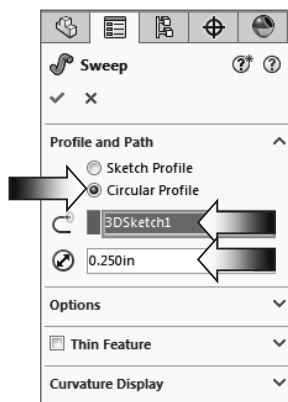 Sweep
Profile and Path
Sketch Profile
Circular Profile
3DSketch1
0.250in
Options
Thin Feature
Curvature Display